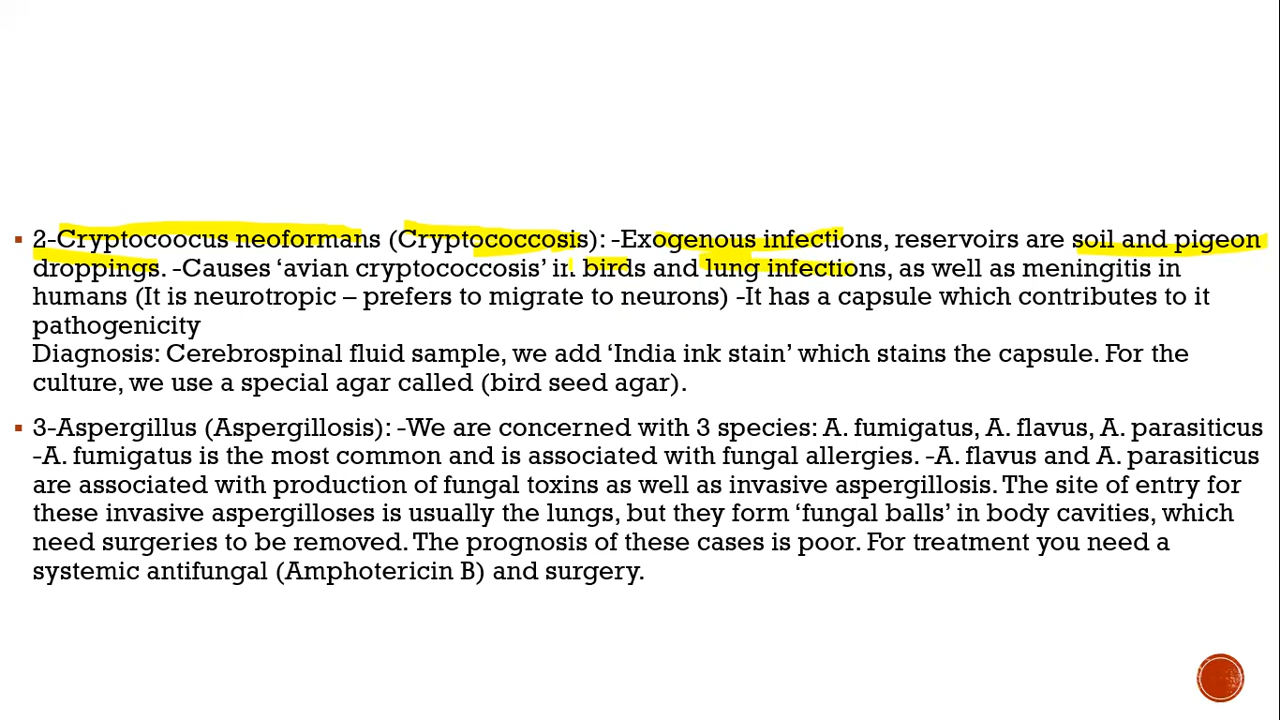 2-Cryptocoocus neoformans (Cryptococcosis): -Exogenous infections, reservoirs are soil and pigeon
droppings. -Causes ‘avian cryptococcosis’ in birds and lung infections, as well as meningitis in
humans (It is neurotropic – prefers to migrate to neurons) -It has a capsule which contributes to it
pathogenicity
Diagnosis: Cerebrospinal fluid sample, we add ‘India ink stain’ which stains the capsule. For the
culture, we use a special agar called (bird seed agar).
3-Aspergillus (Aspergillosis): -We are concerned with 3 species: A. fumigatus, A. flavus, A. parasiticus
-A. fumigatus is the most common and is associated with fungal allergies. -A. flavus and A. parasiticus
are associated with production of fungal toxins as well as invasive aspergillosis. The site of entry for
these invasive aspergilloses is usually the lungs, but they form ‘fungal balls’ in body cavities, which
need surgeries to be removed. The prognosis of these cases is poor. For treatment you need a
systemic antifungal (Amphotericin B) and surgery.